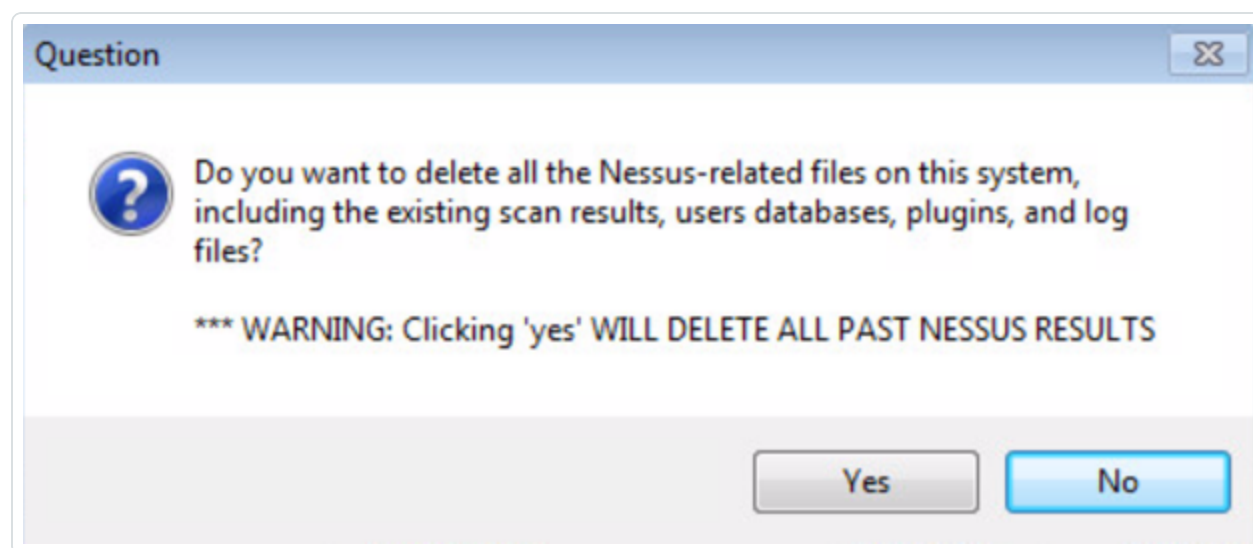 Question
Do you want to delete all the Nessus-related files on this system,
including the existing scan results, users databases, plugins, and log
files?
*** WARNING: Clicking 'yes' WILL DELETE ALL PAST NESSUS RESULTS
Yes
No